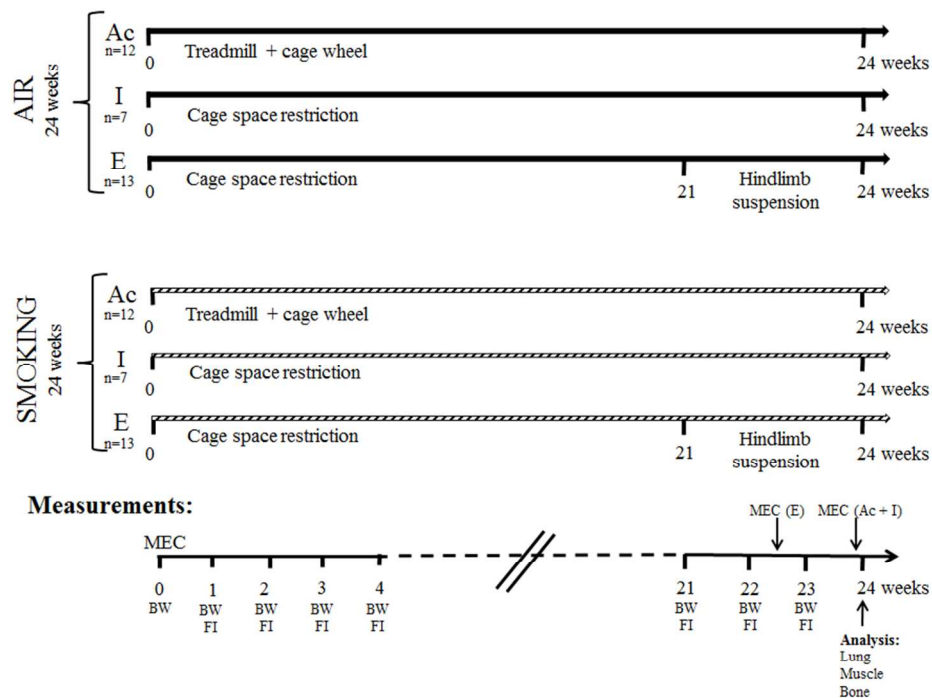 AIR
24 weeks
Ac
n=12
0
Treadmill + cage wheel
24 weeks
I
n=7
0
Cage space restriction
24 weeks
E
n=13
0
Cage space restriction
21
Hindlimb
suspension
24 weeks
SMOKING
24 weeks
Ac
n=12
0
Treadmill + cage wheel
24 weeks
I
n=7
0
Cage space restriction
24 weeks
E
n=13
0
Cage space restriction
21
Hindlimb
suspension
24 weeks
Measurements:
MEC (E) MEC (Ac + I)
MEC
0 1 2 3 4 21 22 23 24 weeks
BW BW BW BW BW BW BW BW
FI FI FI FI FI FI FI
Analysis:
Lung
Muscle
Bone